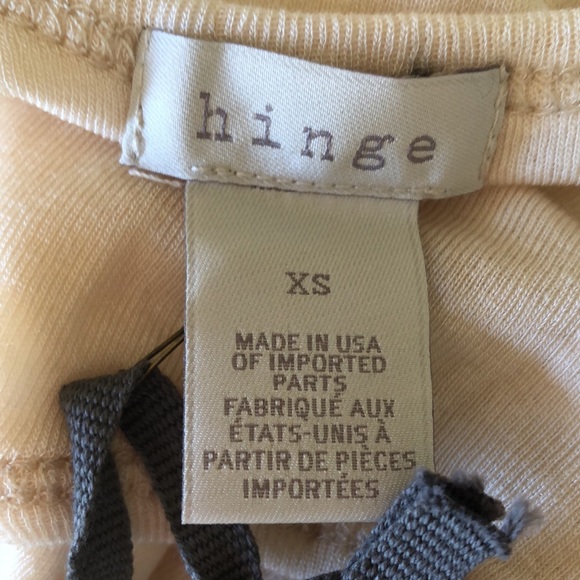 hinge
XS
MADE IN USA
OF IMPORTED
PARTS
FABRIQUÉ AUX
ÉTATS-UNIS À
PARTIR DE PIÈCES
IMPORTÉES